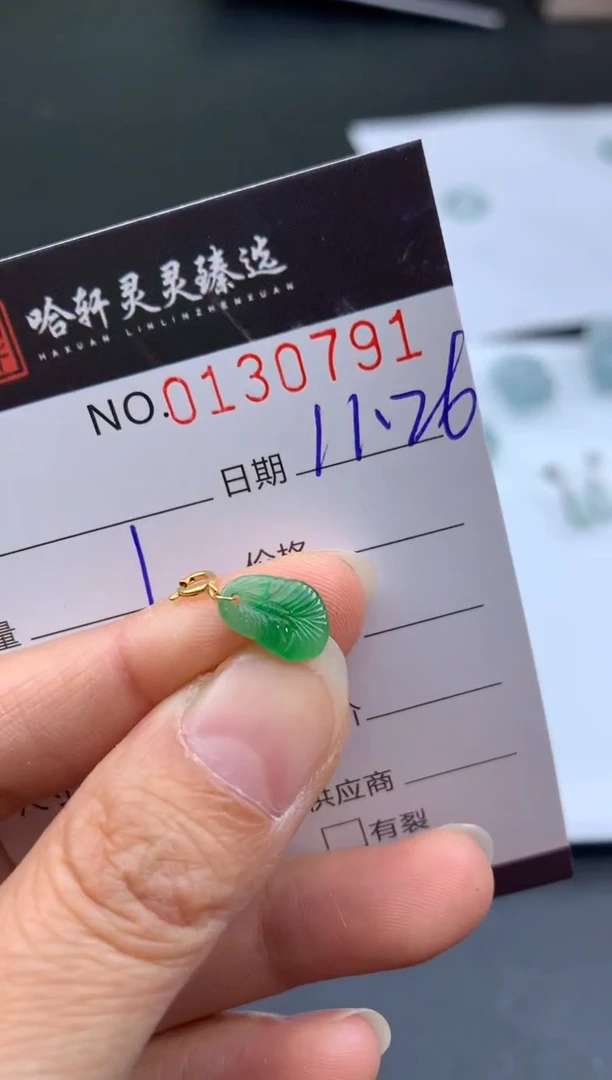 哈轩灵灵臻选
HAXUAN LINLINZHENXUAN
NO.0130791
日期 11.26
价格
量
介
供应商
有裂